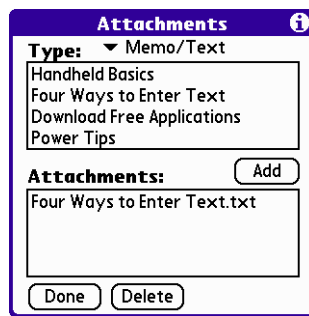 Attachments
Type: Memo/Text
Handheld Basics
Four Ways to Enter Text
Download Free Applications
Power Tips
Attachments: Add
Four Ways to Enter Text.txt
Done Delete